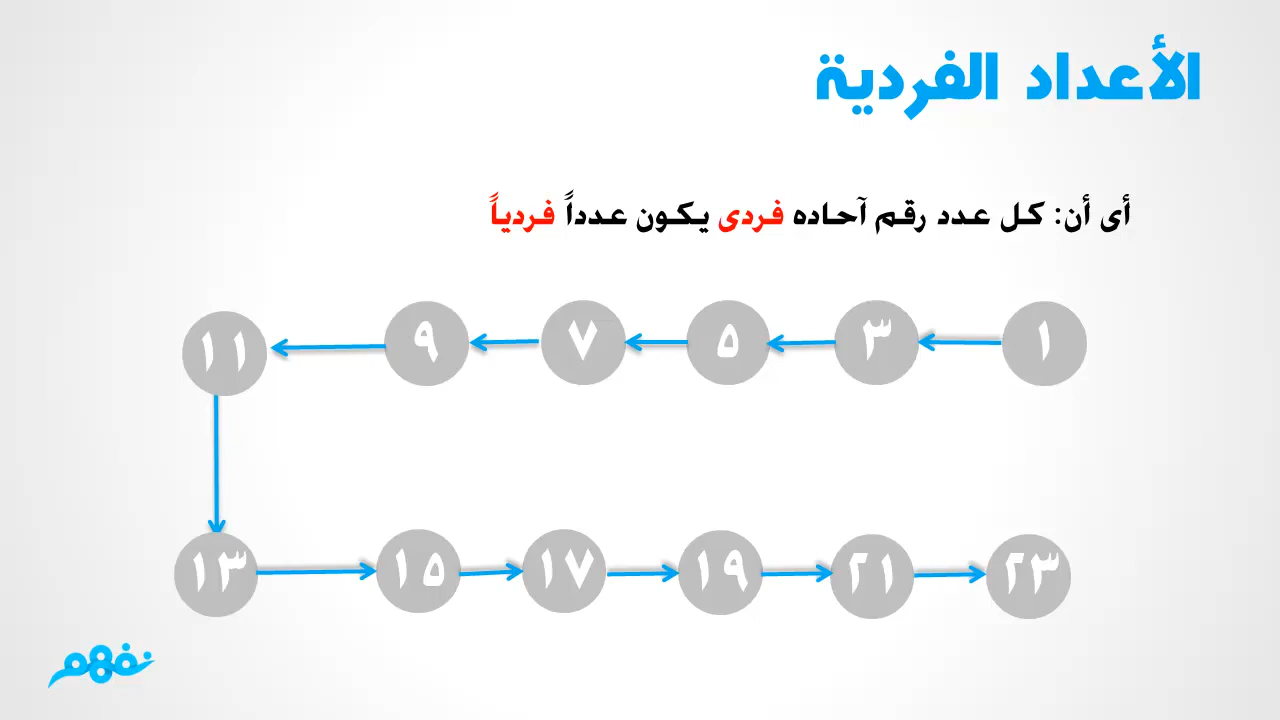 الأعداد الفردية
أى أن: كل عدد رقم آحاده فردى يكون عدداً فردياً
١ ٣ ٥ ٧ ٩ ١١
١٣ ١٥ ١٧ ١٩ ٢١ ٢٣
نفهم